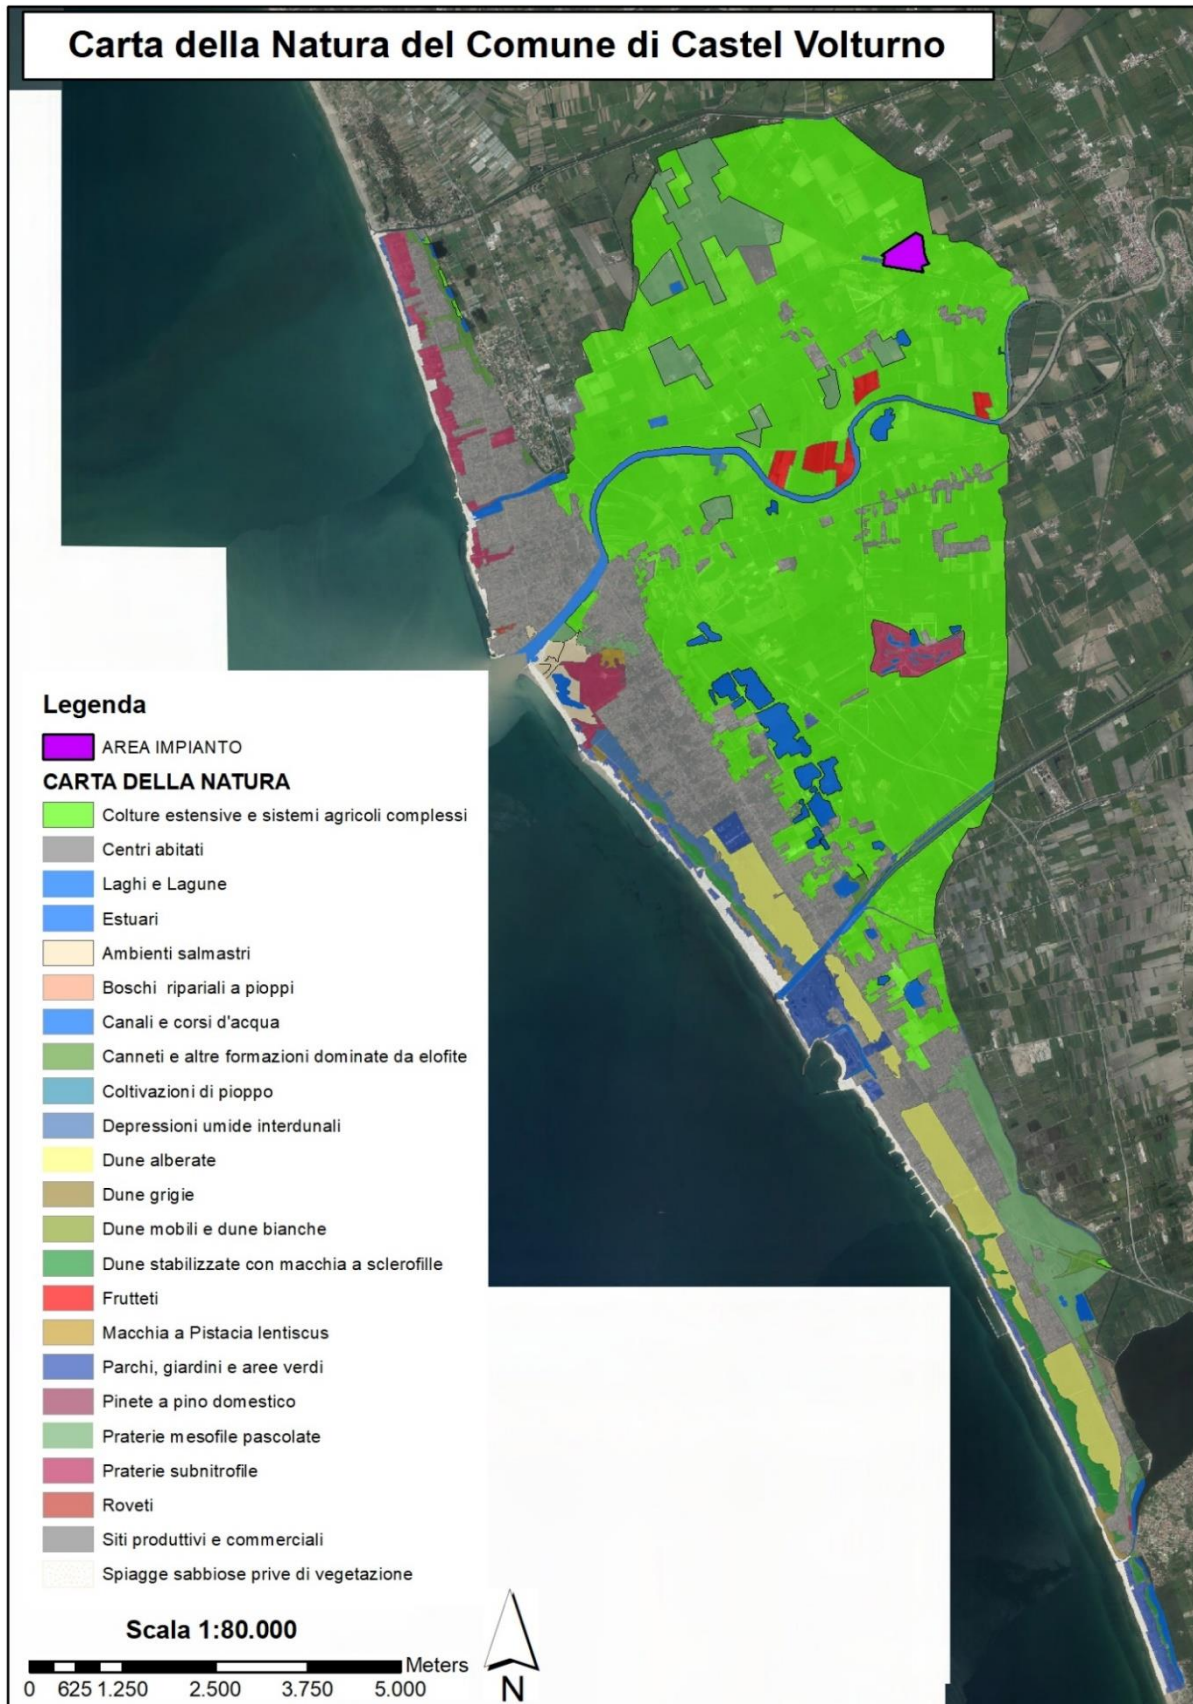 Carta della Natura del Comune di Castel Volturno
Legenda
AREA IMPIANTO
CARTA DELLA NATURA
Colture estensive e sistemi agricoli complessi
Centri abitati
Laghi e Lagune
Estuari
Ambienti salmastri
Boschi ripariali a pioppi
Canali e corsi d'acqua
Canneti e altre formazioni dominate da elofite
Coltivazioni di pioppo
Depressioni umide interdunali
Dune alberate
Dune grigie
Dune mobili e dune bianche
Dune stabilizzate con macchia a sclerofille
Frutteti
Macchia a Pistacia lentiscus
Parchi, giardini e aree verdi
Pinete a pino domestico
Praterie mesofile pascolate
Praterie subnitrofile
Roveti
Siti produttivi e commerciali
Spiagge sabbiose prive di vegetazione
Scala 1:80.000
Meters
0 625 1.250 2.500 3.750 5.000
N